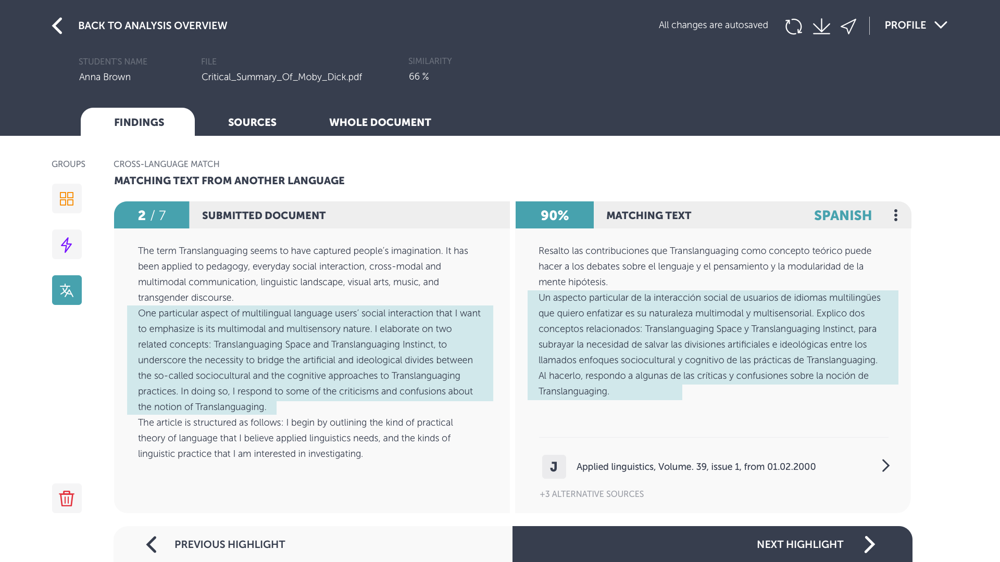 BACK TO ANALYSIS OVERVIEW
All changes are autosaved
PROFILE
STUDENT'S NAME
FILE
SIMILARITY
Anna Brown
Critical_Summary_Of_Moby_Dick.pdf
66 %
FINDINGS
SOURCES
WHOLE DOCUMENT
GROUPS
CROSS-LANGUAGE MATCH
MATCHING TEXT FROM ANOTHER LANGUAGE
2 / 7
SUBMITTED DOCUMENT
The term Translanguaging seems to have captured people’s imagination. It has
been applied to pedagogy, everyday social interaction, cross-modal and
multimodal communication, linguistic landscape, visual arts, music, and
transgender discourse.
One particular aspect of multilingual language users’ social interaction that I want
to emphasize is its multimodal and multisensory nature. I elaborate on two
related concepts: Translanguaging Space and Translanguaging Instinct, to
underscore the necessity to bridge the artificial and ideological divides between
the so-called sociocultural and the cognitive approaches to Translanguaging
practices. In doing so, I respond to some of the criticisms and confusions about
the notion of Translanguaging.
The article is structured as follows: I begin by outlining the kind of practical
theory of language that I believe applied linguistics needs, and the kinds of
linguistic practice that I am interested in investigating.
90%
MATCHING TEXT
SPANISH
Resalto las contribuciones que Translanguaging como concepto teórico puede
hacer a los debates sobre el lenguaje y el pensamiento y la modularidad de la
mente hipótesis.
Un aspecto particular de la interacción social de usuarios de idiomas multilingües
que quiero enfatizar es su naturaleza multimodal y multisensorial. Explico dos
conceptos relacionados: Translanguaging Space y Translanguaging Instinct, para
subrayar la necesidad de salvar las divisiones artificiales e ideológicas entre los
llamados enfoques sociocultural y cognitivo de las prácticas de Translanguaging.
Al hacerlo, respondo a algunas de las críticas y confusiones sobre la noción de
Translanguaging.
J
Applied linguistics, Volume. 39, issue 1, from 01.02.2000
+3 ALTERNATIVE SOURCES
PREVIOUS HIGHLIGHT
NEXT HIGHLIGHT